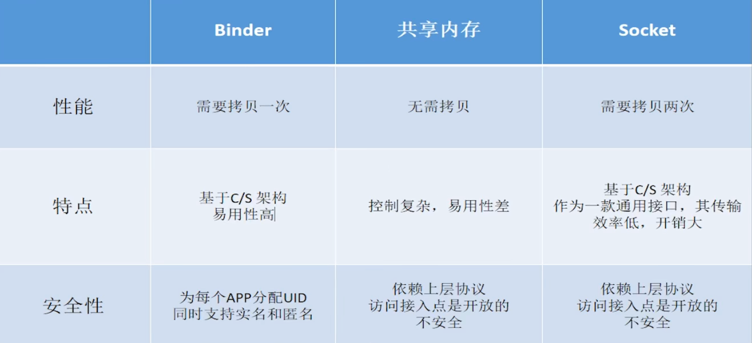 Binder
共享内存
Socket
性能
需要拷贝一次
无需拷贝
需要拷贝两次
特点
基于C/S 架构
易用性高
控制复杂，易用性差
基于C/S 架构
作为一款通用接口，其传输
效率低，开销大
安全性
为每个APP分配UID
同时支持实名和匿名
依赖上层协议
访问接入点是开放的
不安全
依赖上层协议
访问接入点是开放的
不安全